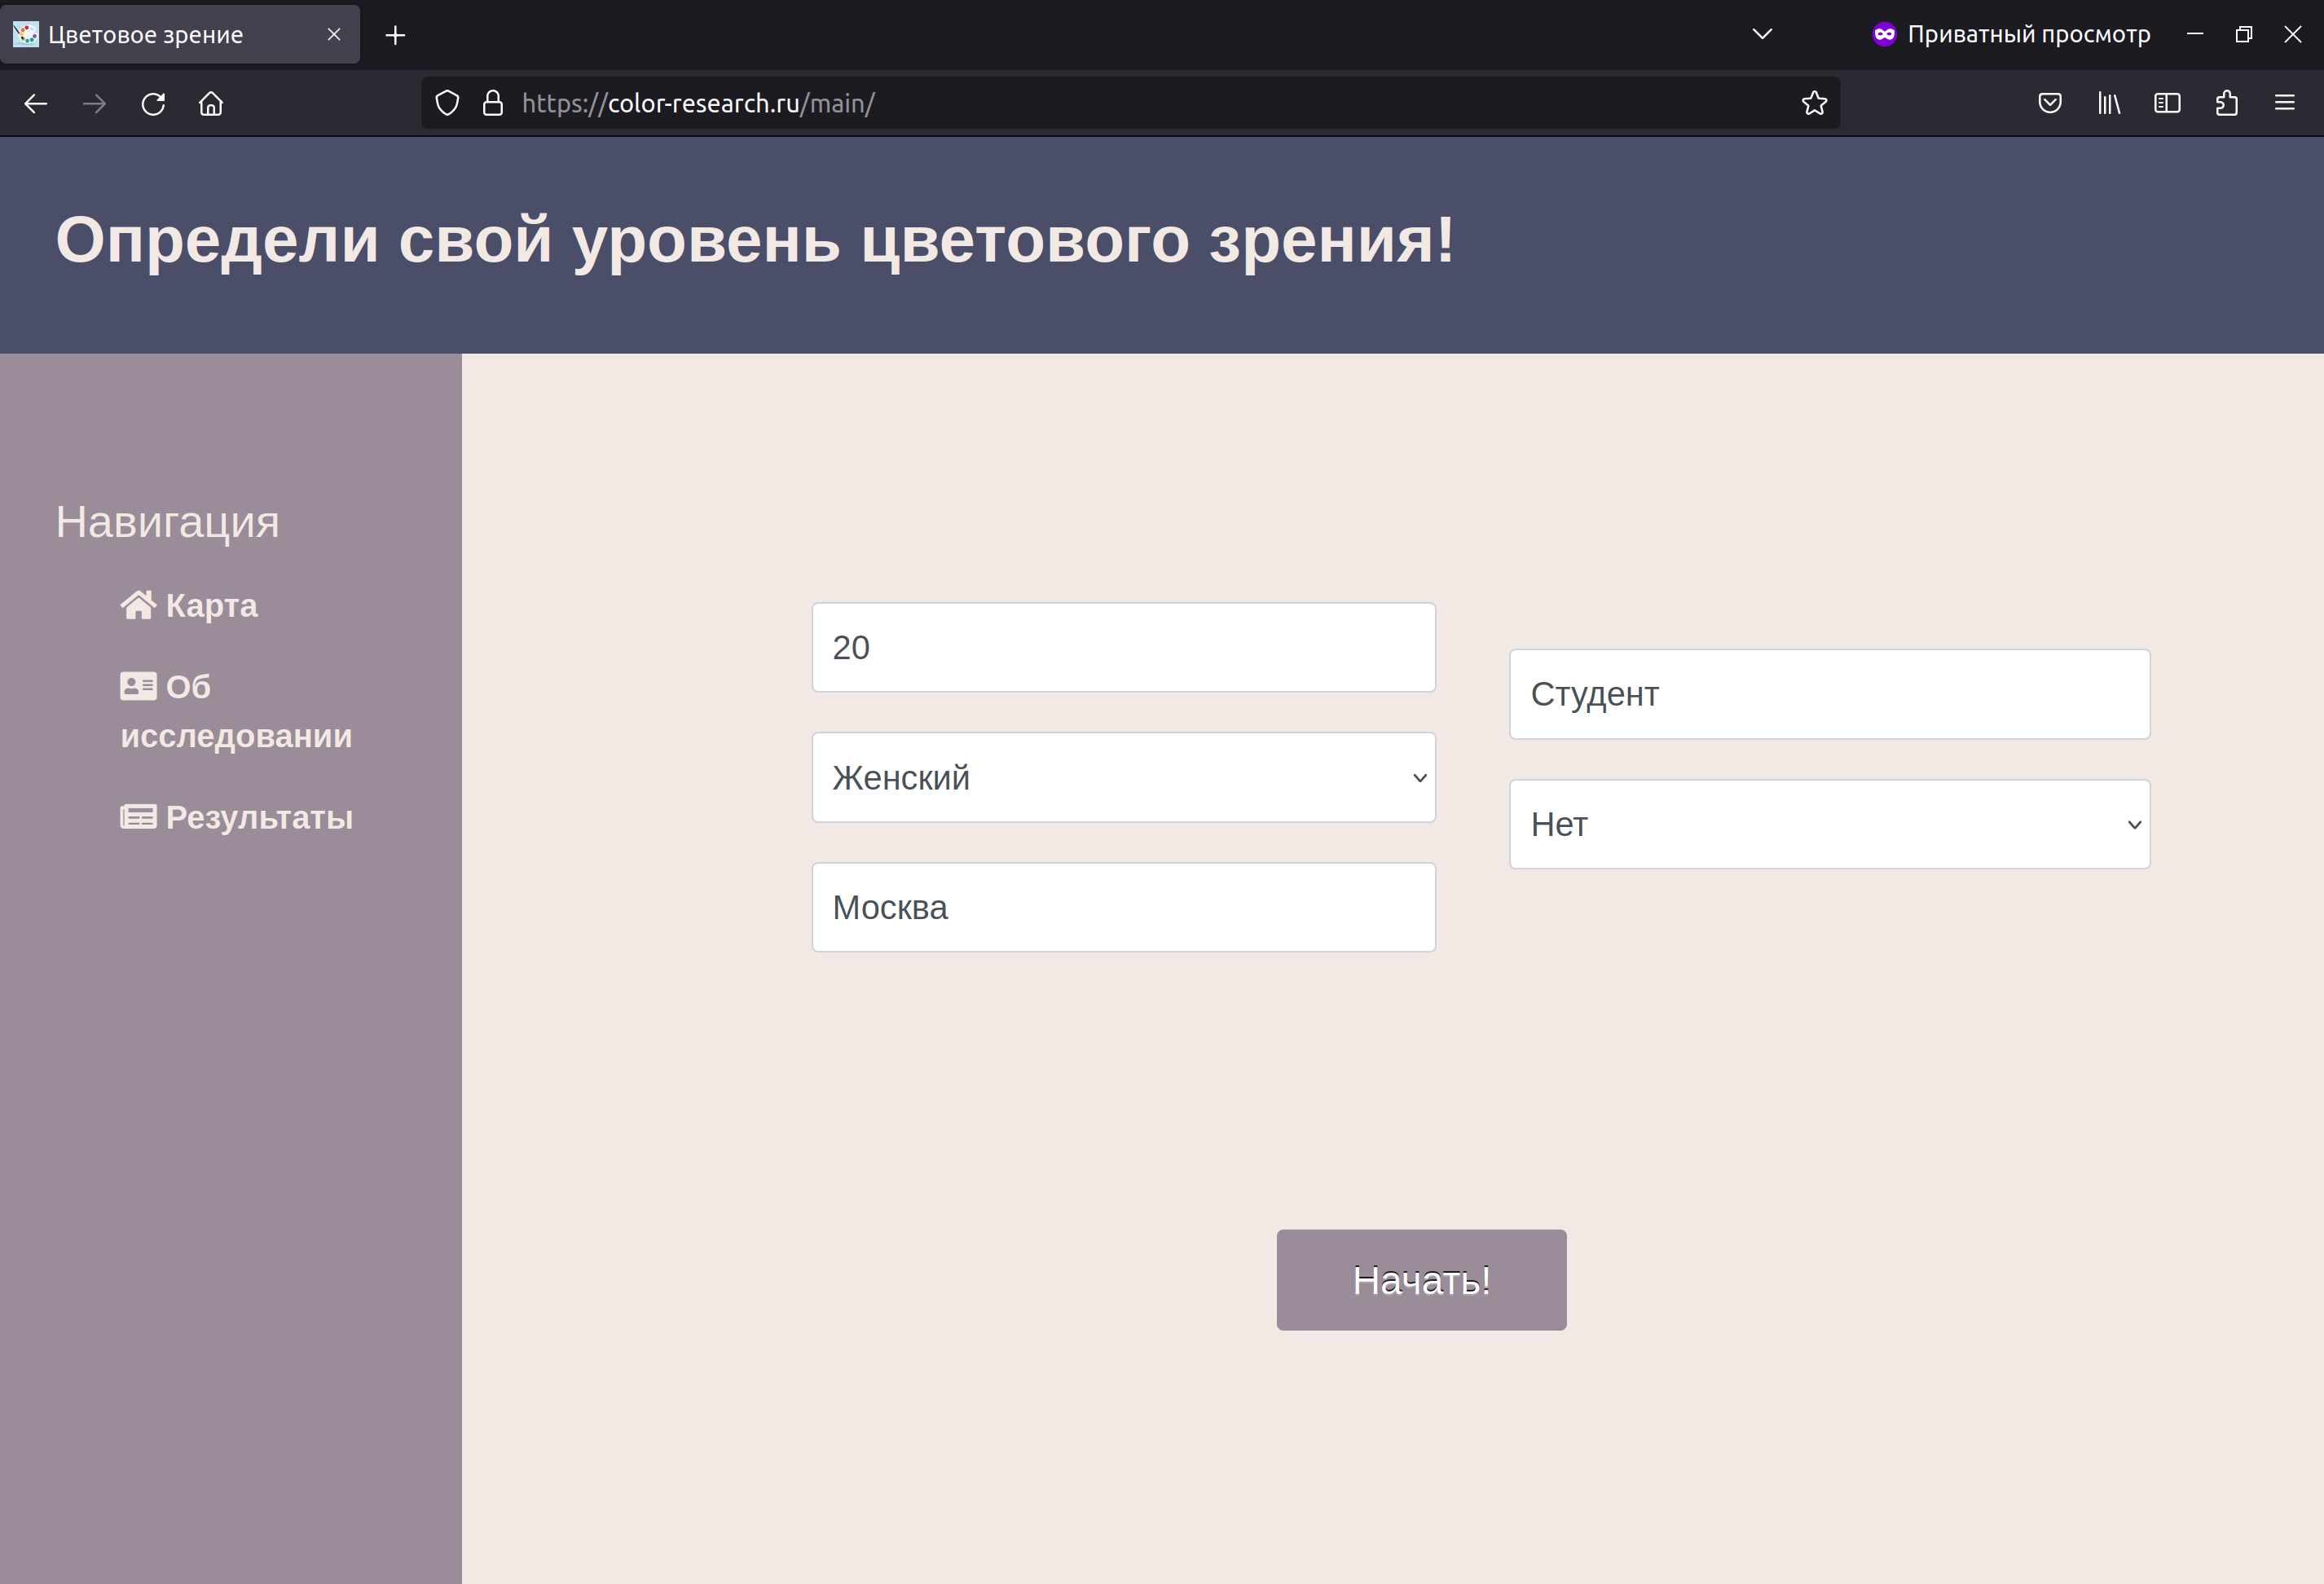 Цветовое зрение
Приватный просмотр
https://color-research.ru/main/
Определи свой уровень цветового зрения!
Навигация
Карта
Об
исследовании
Результаты
20
Женский
Москва
Студент
Нет
Начать!